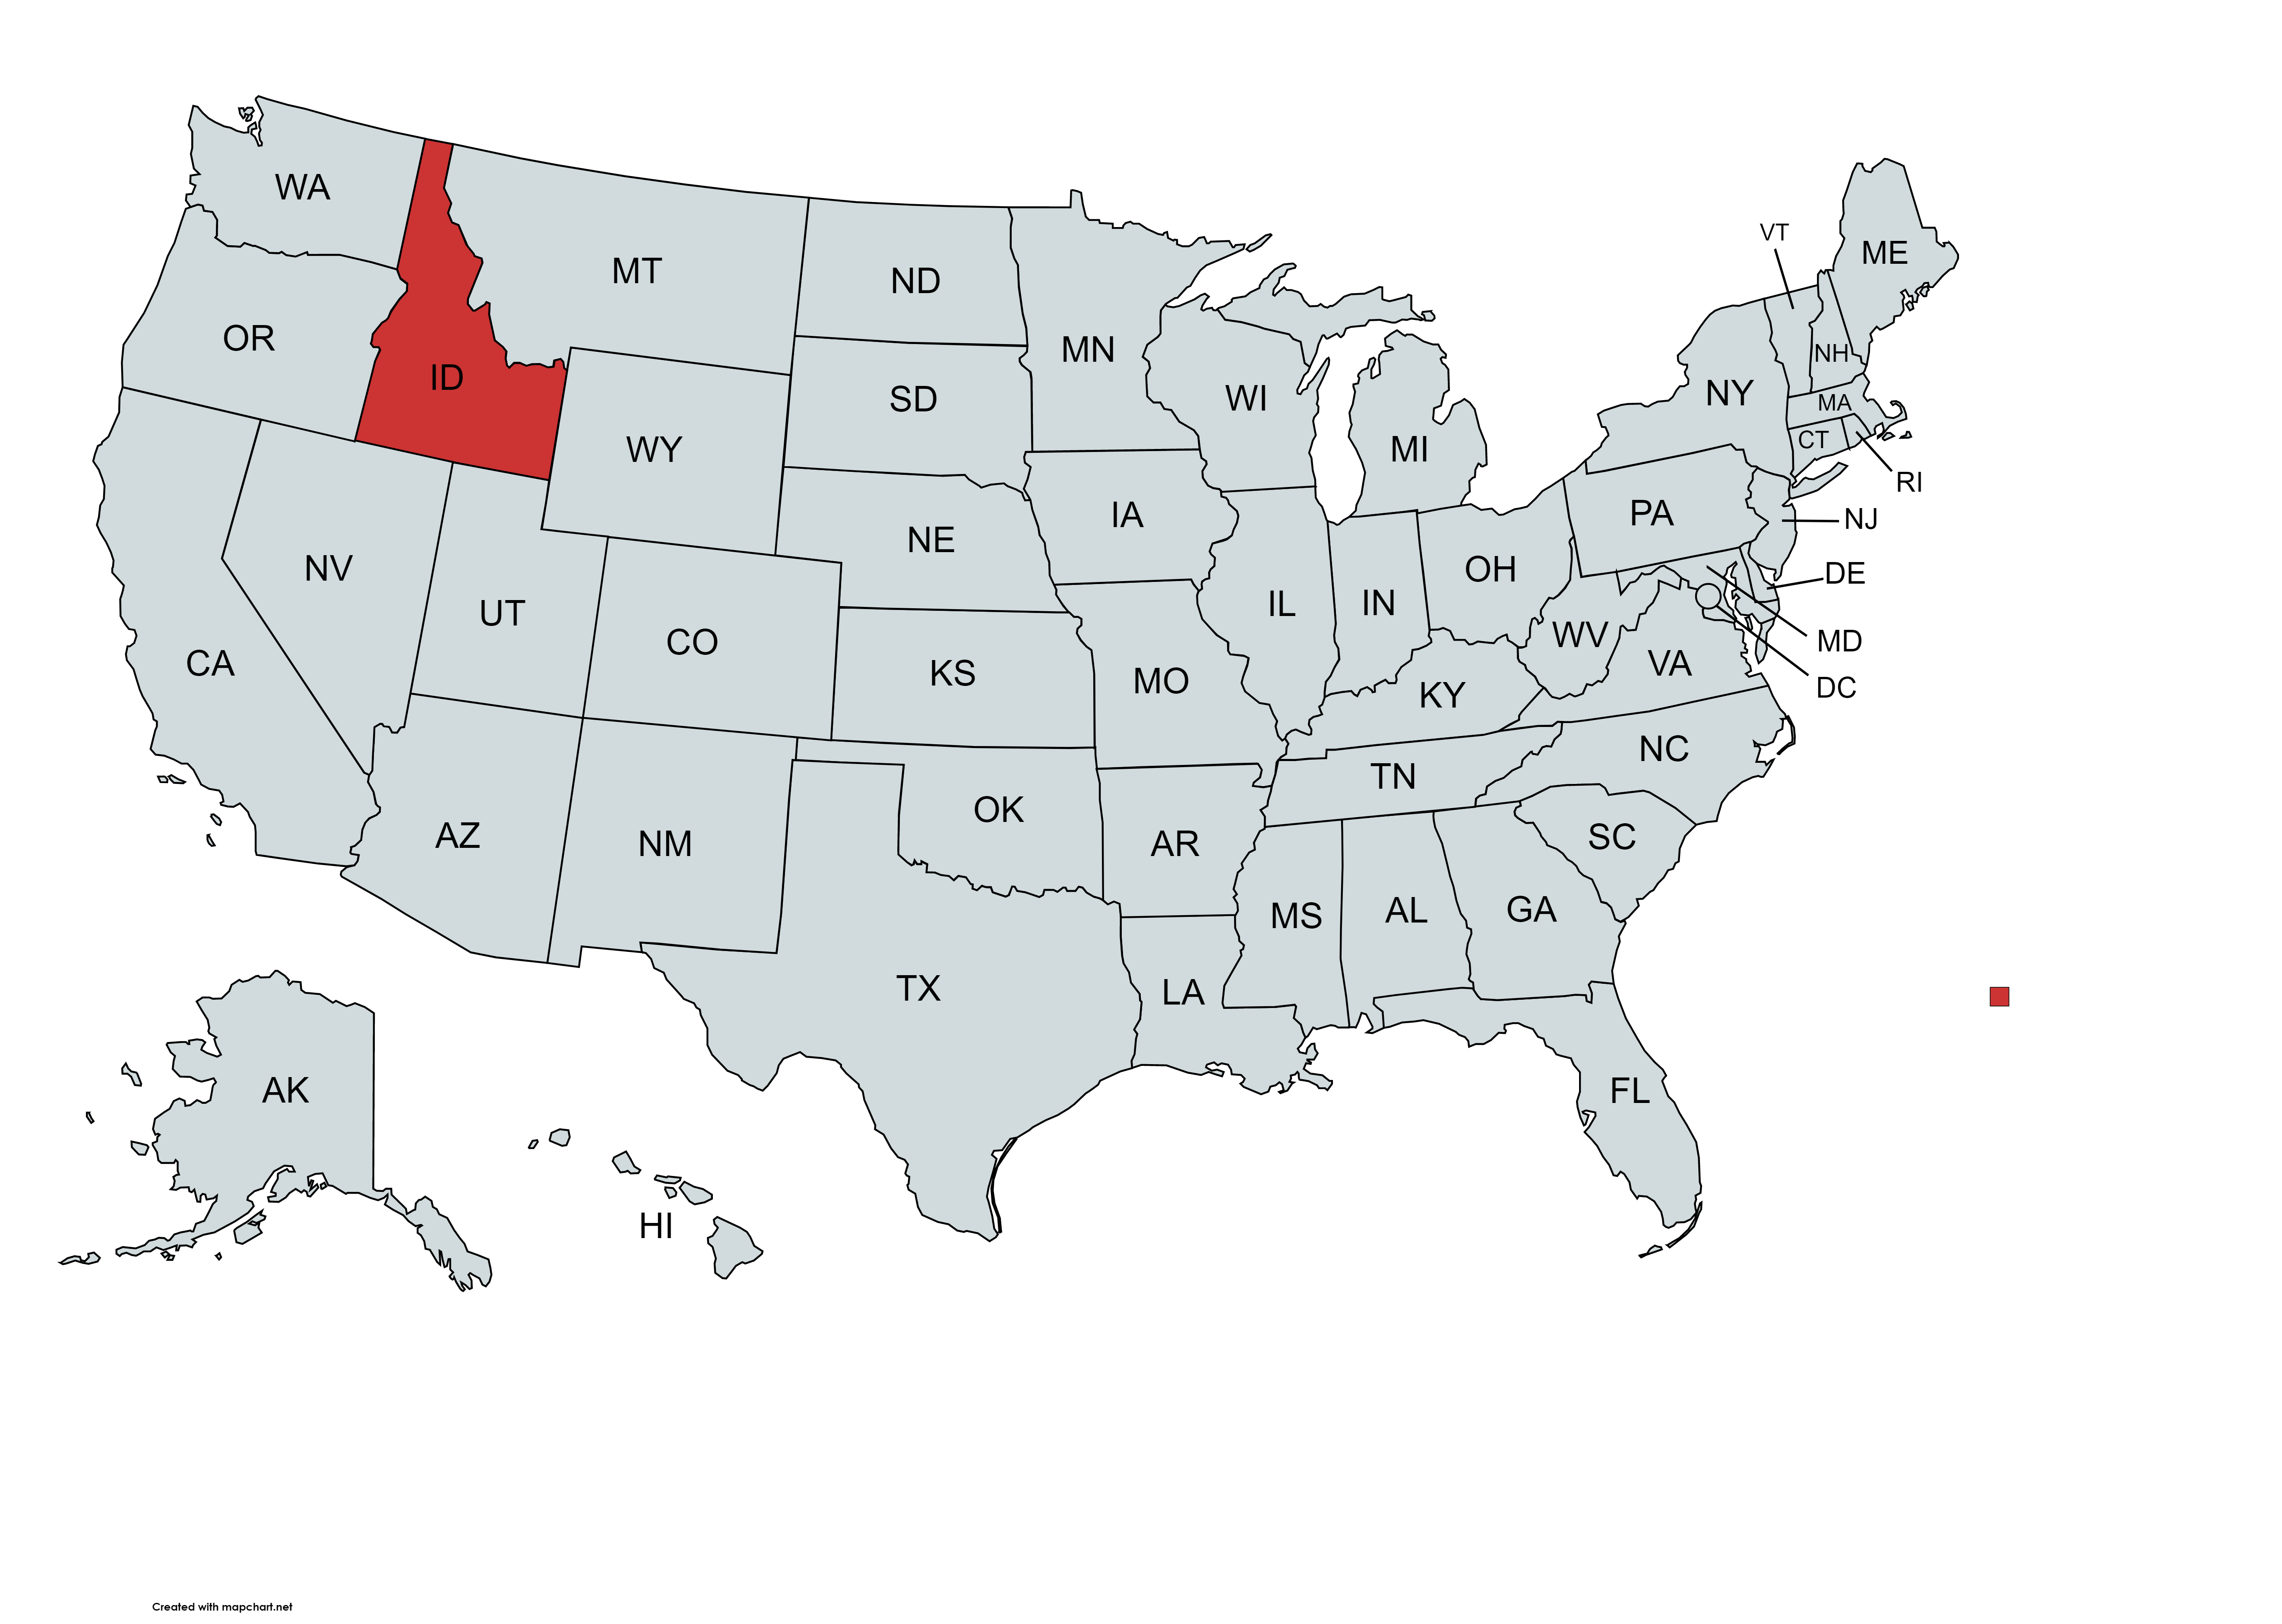 WA
MT
ND
MN
ME
VT
OR
ID
SD
WI
NH
NY
MA
CT
MI
RI
WY
IA
PA
NJ
NE
NV
OH
DE
UT
IL
IN
WV
MD
CO
CA
KS
MO
KY
VA
DC
NC
TN
AZ
NM
OK
AR
SC
MS
AL
GA
TX
LA
AK
FL
HI
Created with mapchart.net